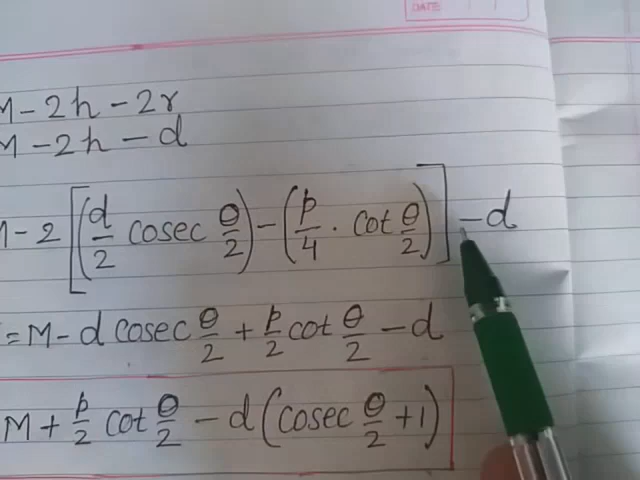 DATE
M - 2h - 2r
M - 2h - d
M - 2 [(d/2 cosec θ/2) - (p/4 . cot θ/2)] - d
= M - d cosec θ/2 + p/2 cot θ/2 - d
M + p/2 cot θ/2 - d (cosec θ/2 + 1)